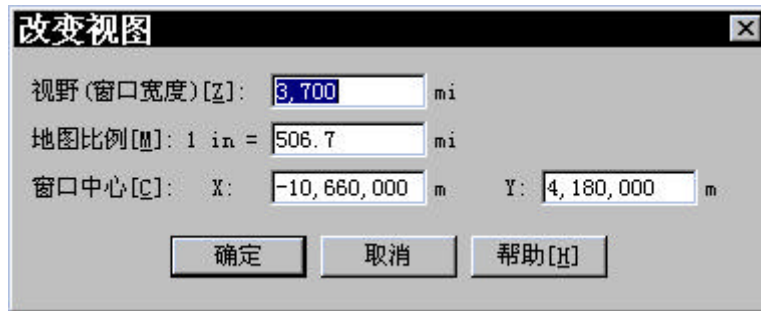 改变视图
视野(窗口宽度)[Z]: 3,700 mi
地图比例[M]: 1 in = 506.7 mi
窗口中心[C]: X: -10,660,000 m Y: 4,180,000 m
确定 取消 帮助[H]